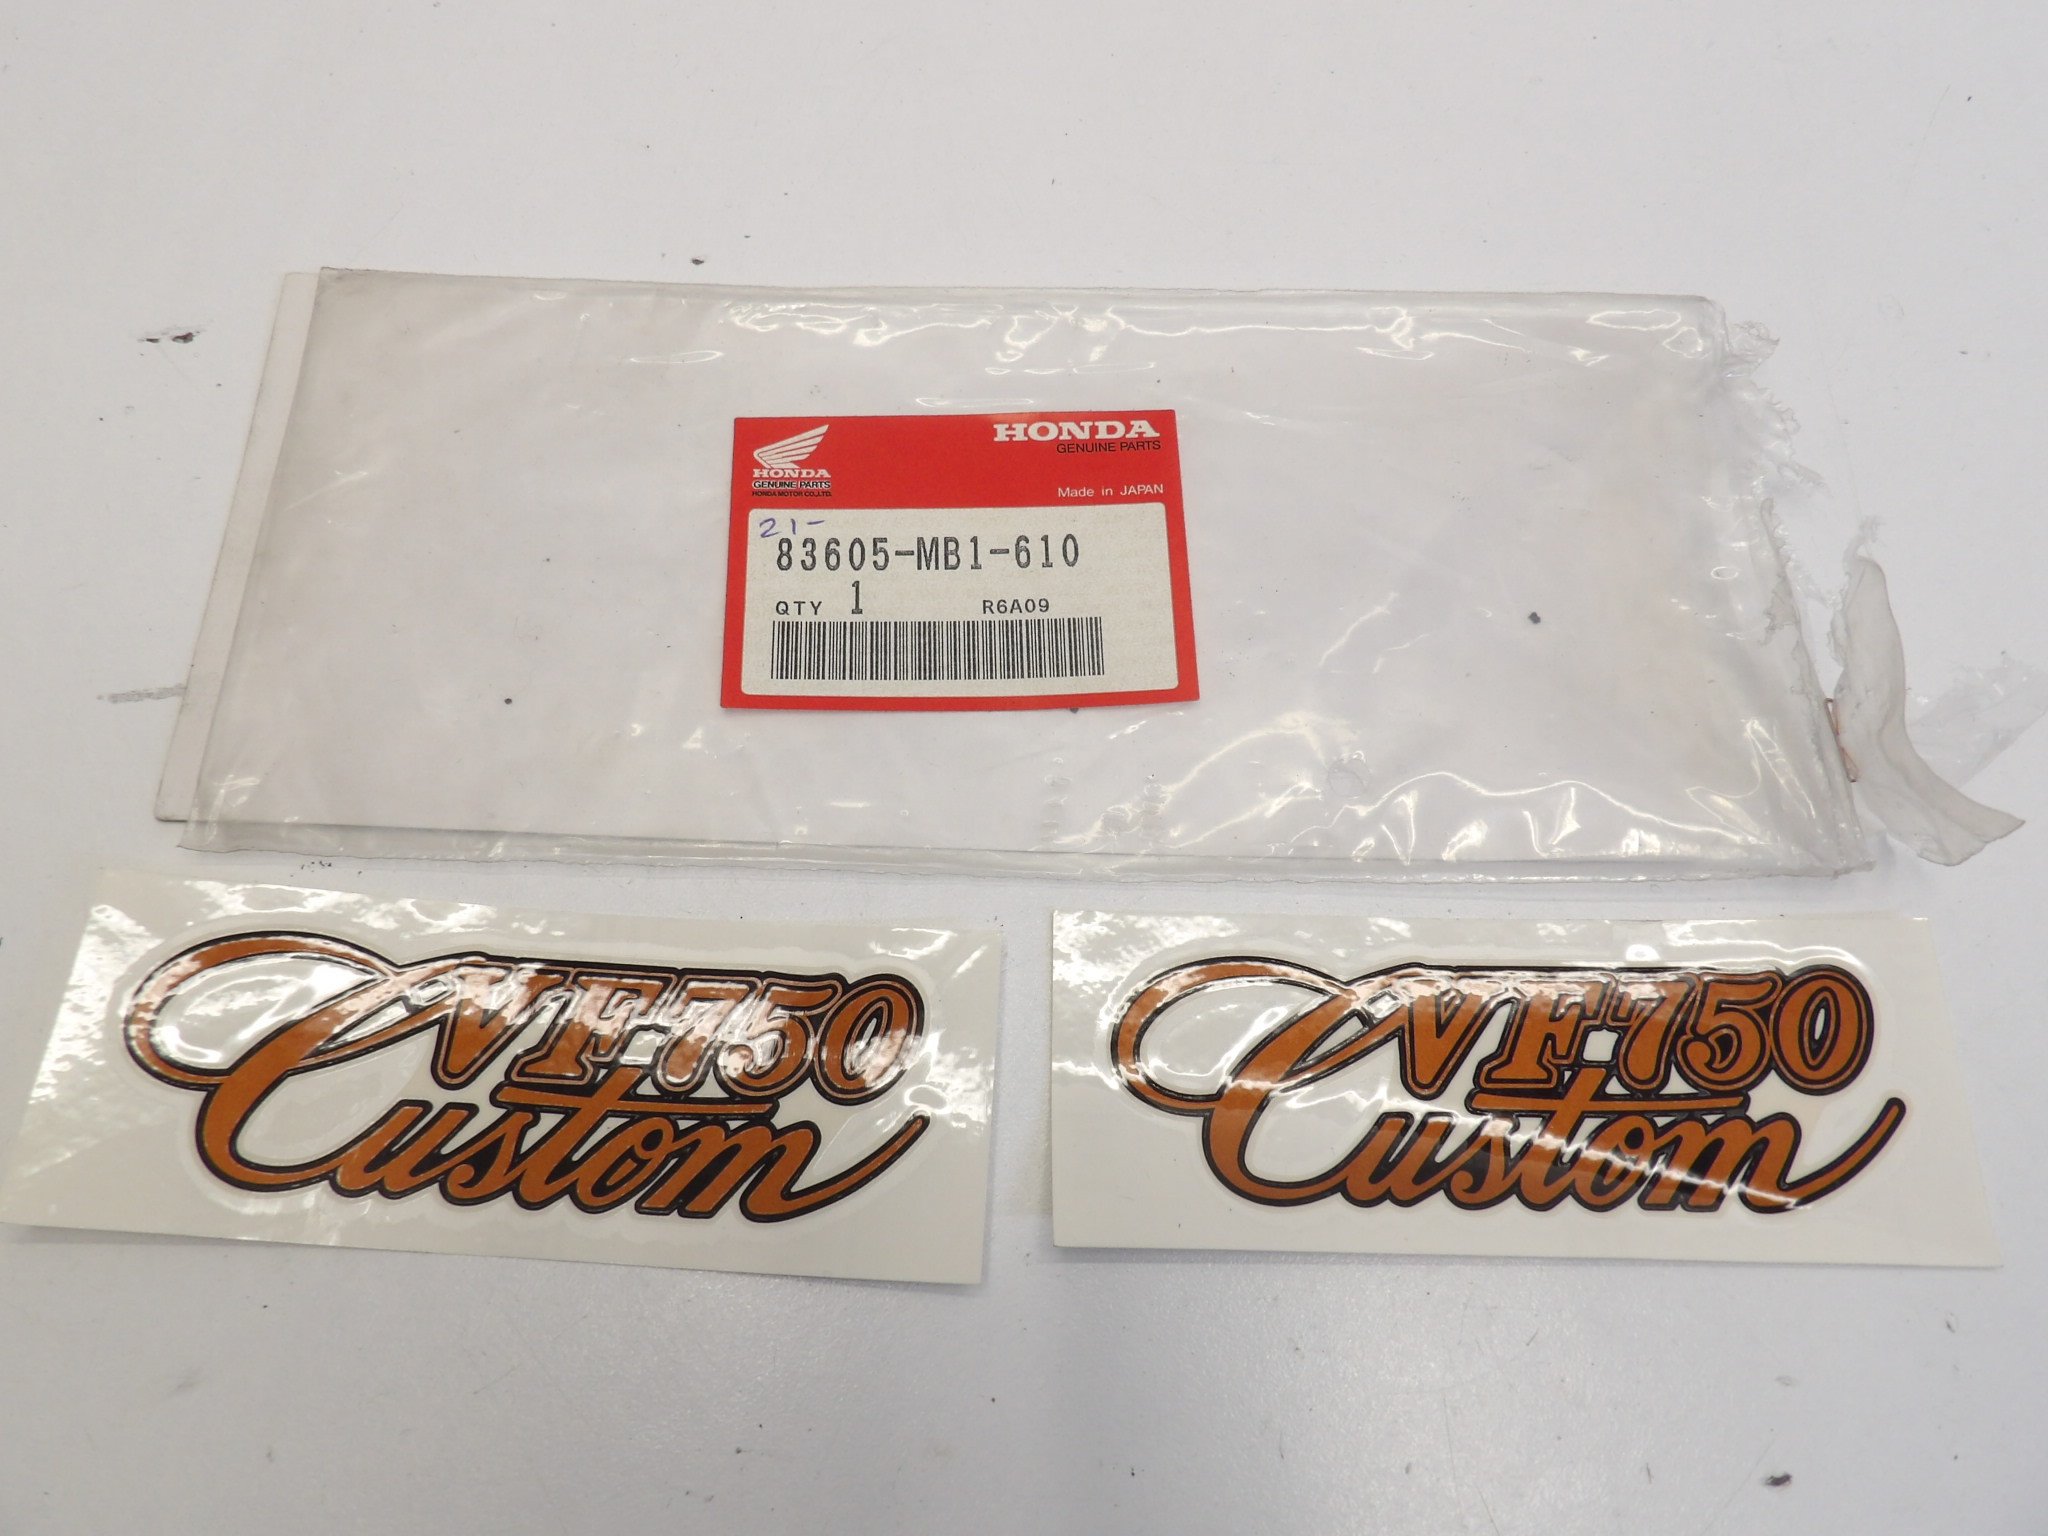 HONDA
GENUINE PARTS
HONDA
GENUINE PARTS
HONDA MOTOR CO.,LTD.
Made in JAPAN
21-
83605-MB1-610
QTY 1 R6A09
VF750
Custom
VF750
Custom